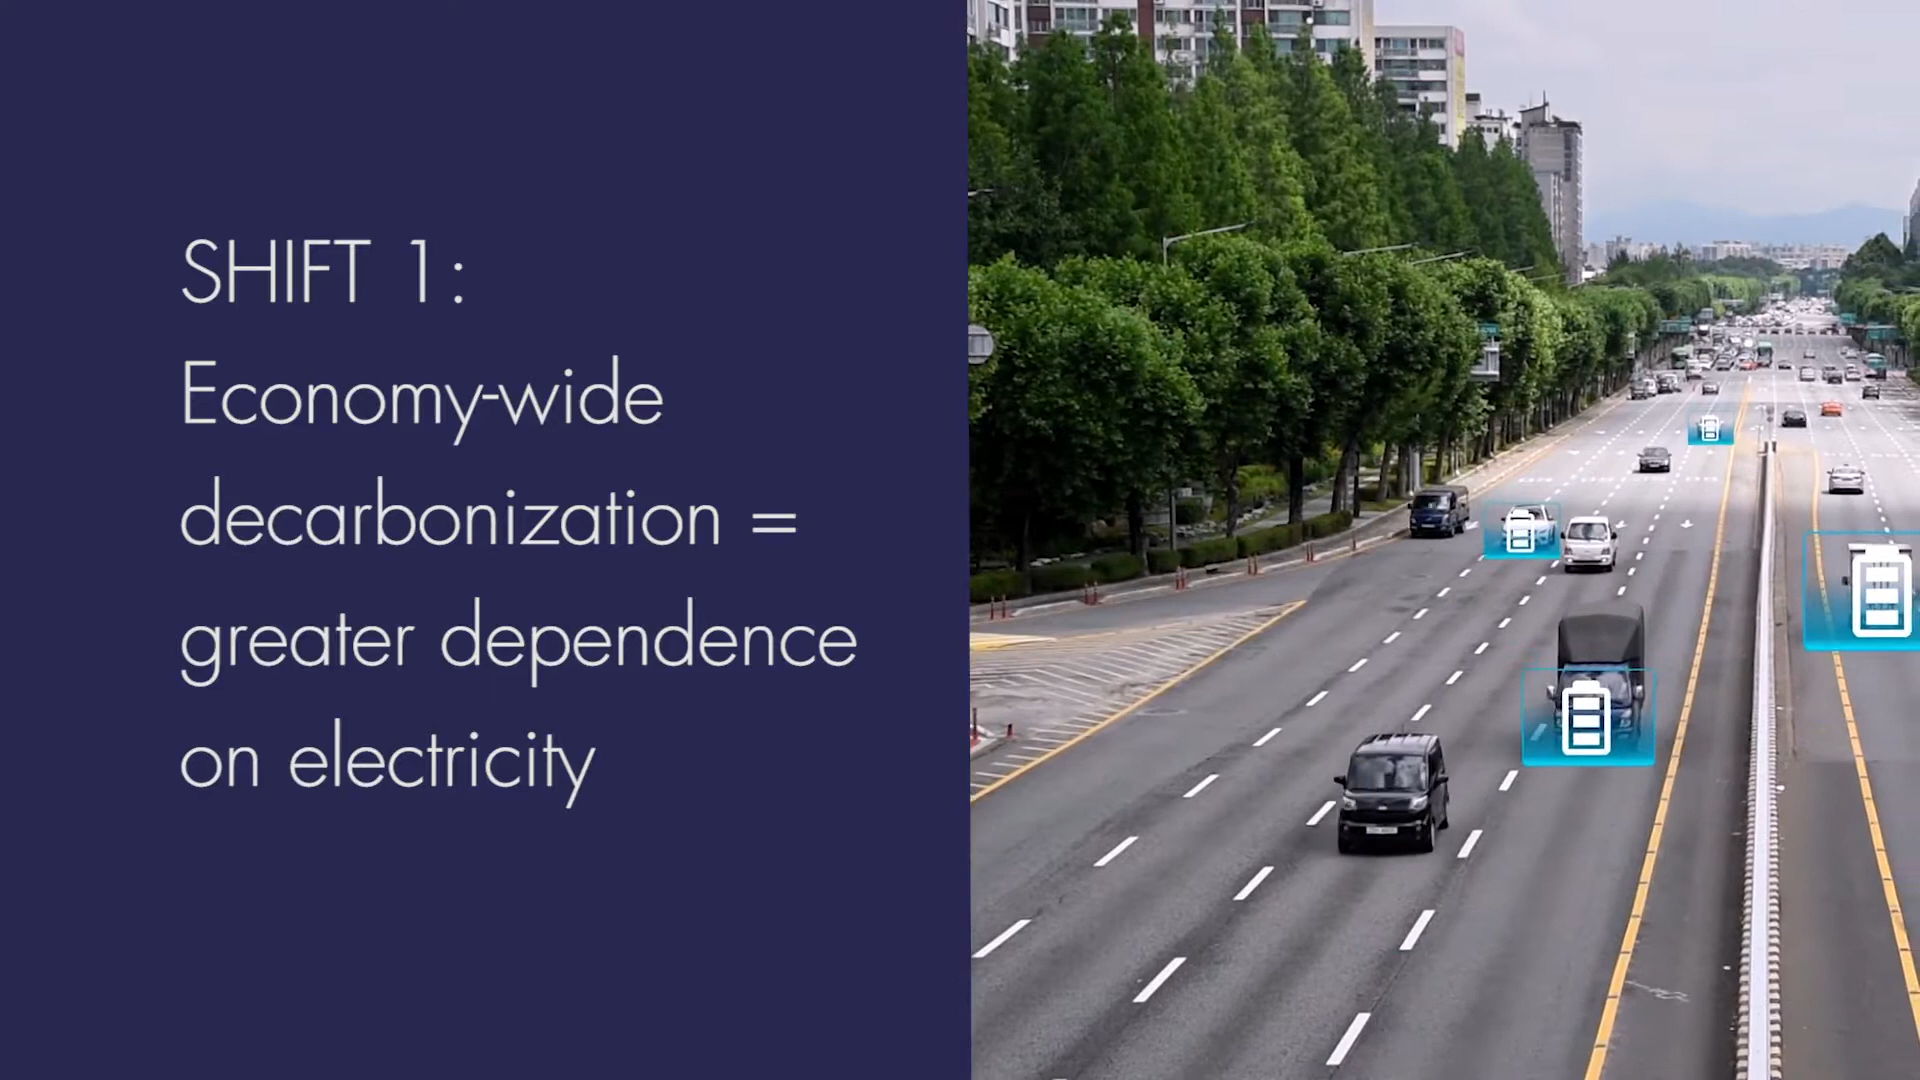 SHIFT 1:
Economy-wide
decarbonization =
greater dependence
on electricity